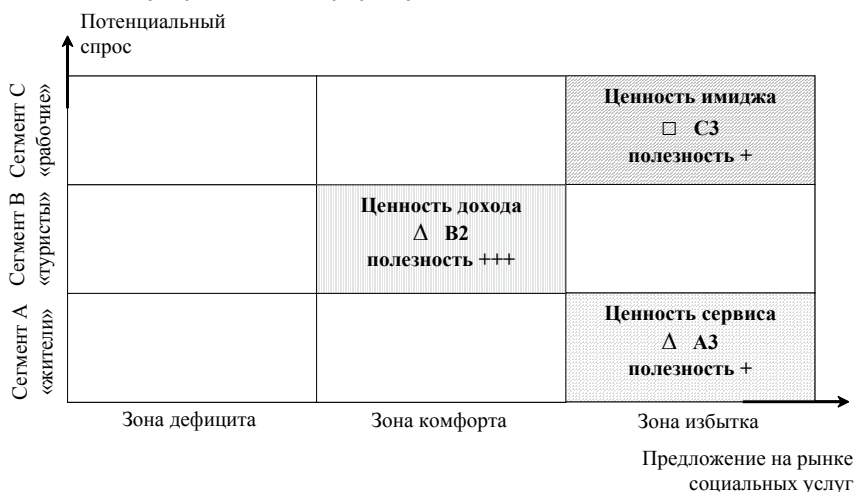 Потенциальный
спрос
Сегмент С
«рабочие»
Ценность имиджа
□ С3
полезность +
Сегмент В
«туристы»
Ценность дохода
Δ В2
полезность +++
Сегмент А
«жители»
Ценность сервиса
Δ А3
полезность +
Зона дефицита Зона комфорта Зона избытка
Предложение на рынке
социальных услуг